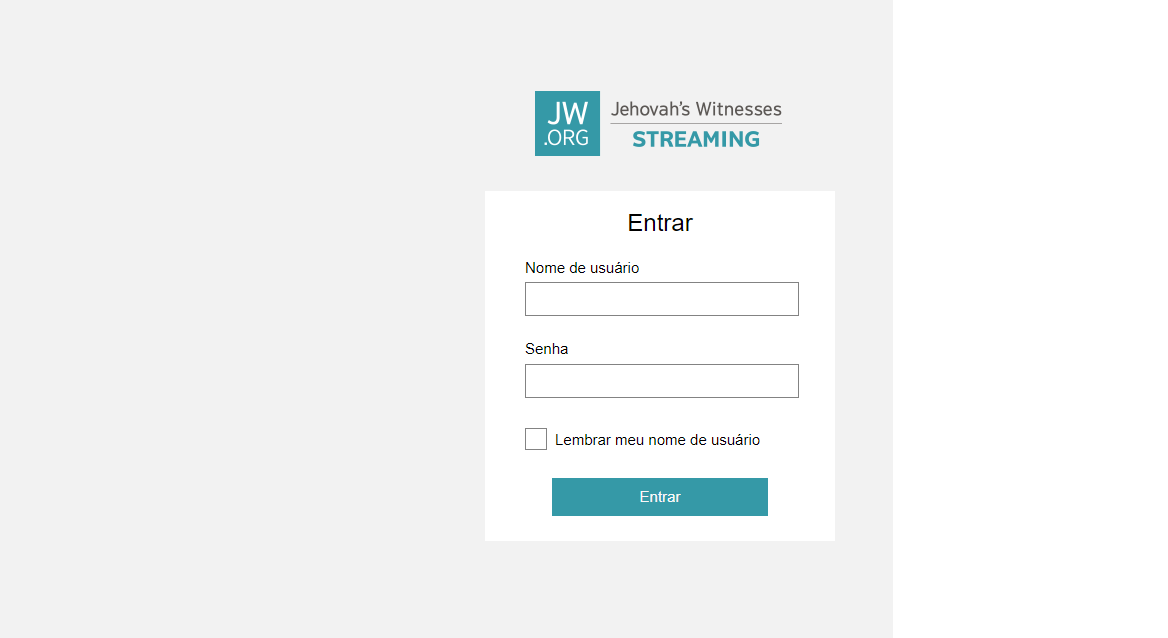 JW
.ORG
Jehovah's Witnesses
STREAMING
Entrar
Nome de usuário
Senha
Lembrar meu nome de usuário
Entrar